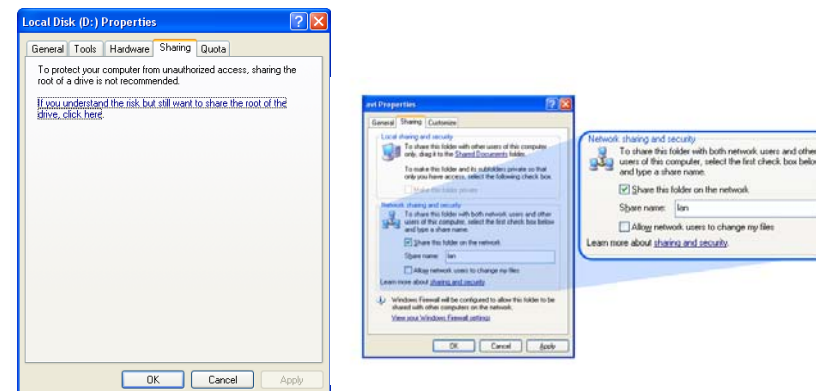 Local Disk (D:) Properties
General Tools Hardware Sharing Quota
To protect your computer from unauthorized access, sharing the
root of a drive is not recommended.
If you understand the risk but still want to share the root of the
drive, click here.
OK Cancel Apply
avi Properties
General Sharing Customize
Local sharing and security
To share this folder with other users of this computer
only, drag it to the Shared Documents folder.
To make this folder and its subfolders private so that
only you have access, select the following check box.
Make this folder private
Network sharing and security
To share this folder with both network users and other
users of this computer, select the first check box below
and type a share name.
Share this folder on the network
Share name: lan
Allow network users to change my files
Learn more about sharing and security.
Windows Firewall will be configured to allow this folder to be
shared with other computers on the network.
View your Windows Firewall settings
OK Cancel Apply
Network sharing and security
To share this folder with both network users and other
users of this computer, select the first check box belo
and type a share name.
Share this folder on the network
Share name: lan
Allow network users to change my files
Learn more about sharing and security.